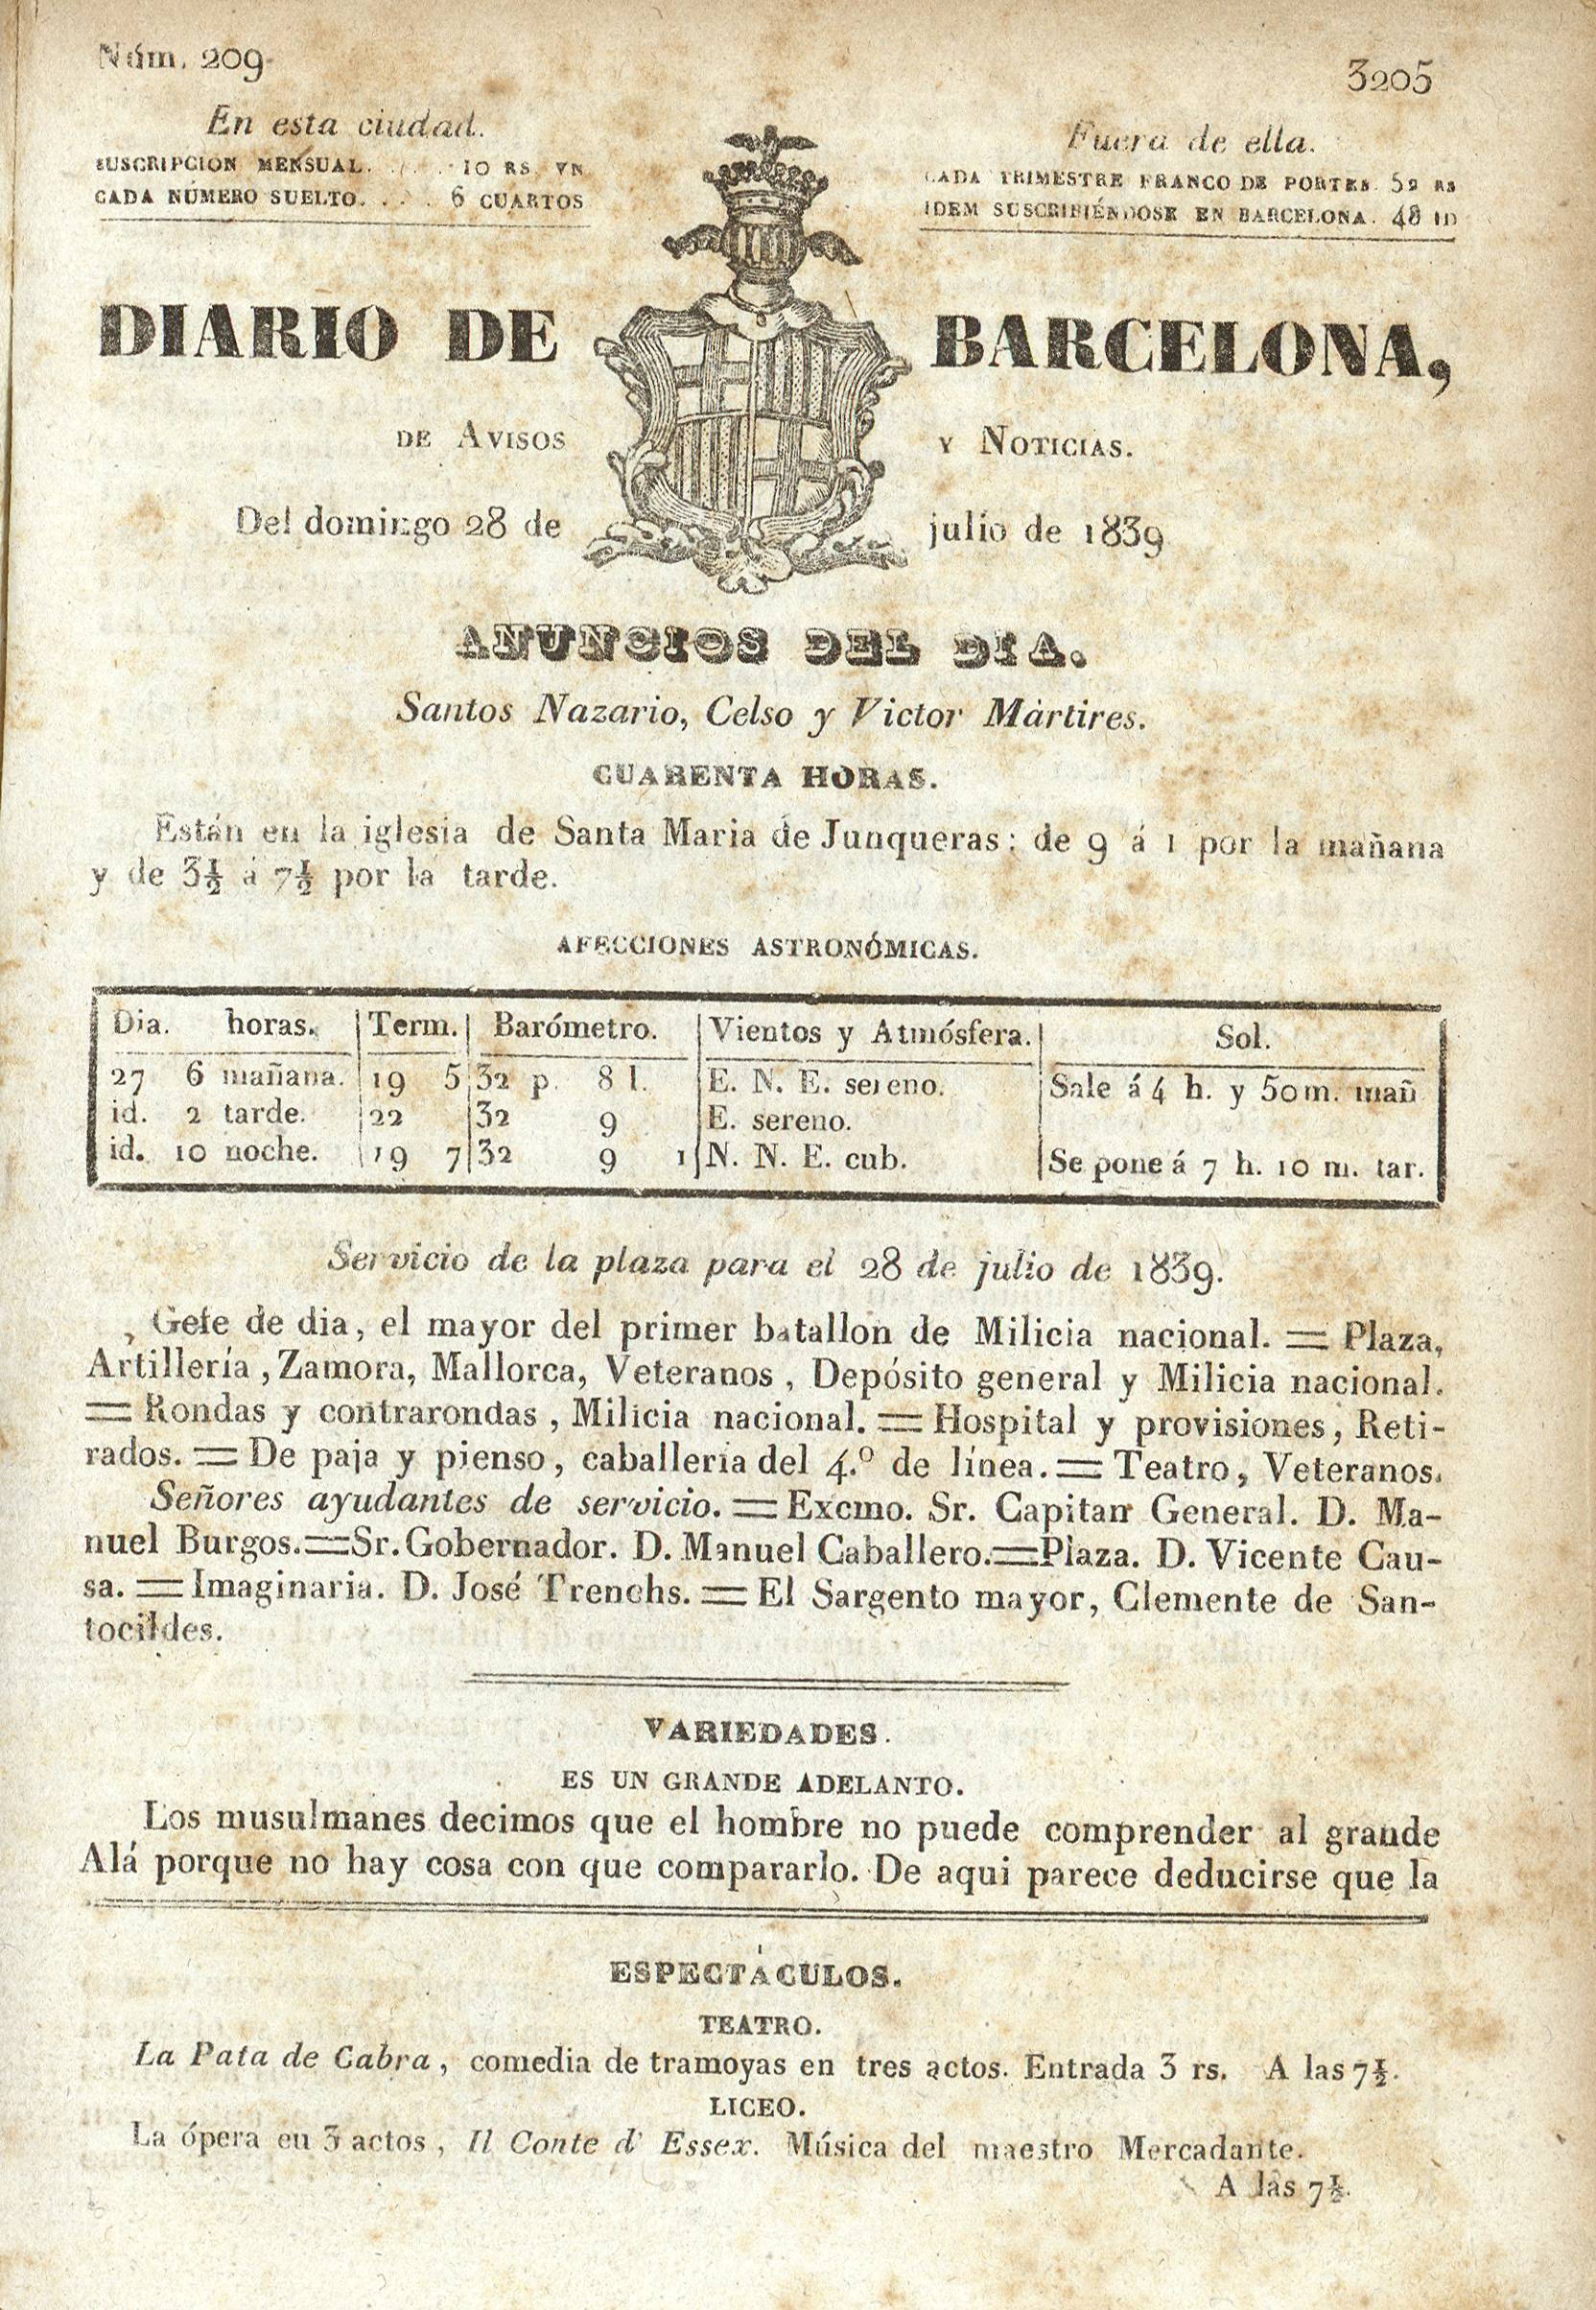 Núm. 209
3205
En esta ciudad.
SUSCRIPCION MENSUAL. . . . 10 RS. VN
CADA NÚMERO SUELTO. . . . 6 CUARTOS
Fuera de ella.
CADA TRIMESTRE FRANCO DE PORTES. 52 RS
IDEM SUSCRIBIÉNDOSE EN BARCELONA. 48 ID
DIARIO DE BARCELONA,
DE AVISOS Y NOTICIAS.
Del domingo 28 de julio de 1839
ANUNCIOS DEL DIA.
Santos Nazario, Celso y Victor Mártires.
CUARENTA HORAS.
Están en la iglesia de Santa Maria de Junqueras: de 9 á 1 por la mañana
y de 3½ á 7½ por la tarde.
AFECCIONES ASTRONÓMICAS.
Dia. horas. Term. Barómetro. Vientos y Atmósfera. Sol.
27 6 mañana. 19 5 32 p. 8 l. E. N. E. sereno. Sale á 4 h. y 50 m. mañ
id. 2 tarde. 22 32 9 E. sereno.
id. 10 noche. 19 7 32 9 1 N. N. E. cub. Se pone á 7 h. 10 m. tar.
Servicio de la plaza para el 28 de julio de 1839.
Gefe de dia, el mayor del primer batallon de Milicia nacional. = Plaza,
Artillería, Zamora, Mallorca, Veteranos, Depósito general y Milicia nacional.
= Rondas y contrarondas, Milicia nacional. = Hospital y provisiones, Reti-
rados. = De paja y pienso, caballería del 4.º de línea. = Teatro, Veteranos.
Señores ayudantes de servicio. = Excmo. Sr. Capitan General. D. Ma-
nuel Burgos. = Sr. Gobernador. D. Manuel Caballero. = Plaza. D. Vicente Cau-
sa. = Imaginaria. D. José Trenchs. = El Sargento mayor, Clemente de San-
tocildes.
VARIEDADES.
ES UN GRANDE ADELANTO.
Los musulmanes decimos que el hombre no puede comprender al grande
Alá porque no hay cosa con que compararlo. De aqui parece deducirse que la
ESPECTÁCULOS.
TEATRO.
La Pata de Cabra, comedia de tramoyas en tres actos. Entrada 3 rs. A las 7½.
LICEO.
La ópera en 3 actos, Il Conte d' Essex. Música del maestro Mercadante.
A las 7½.